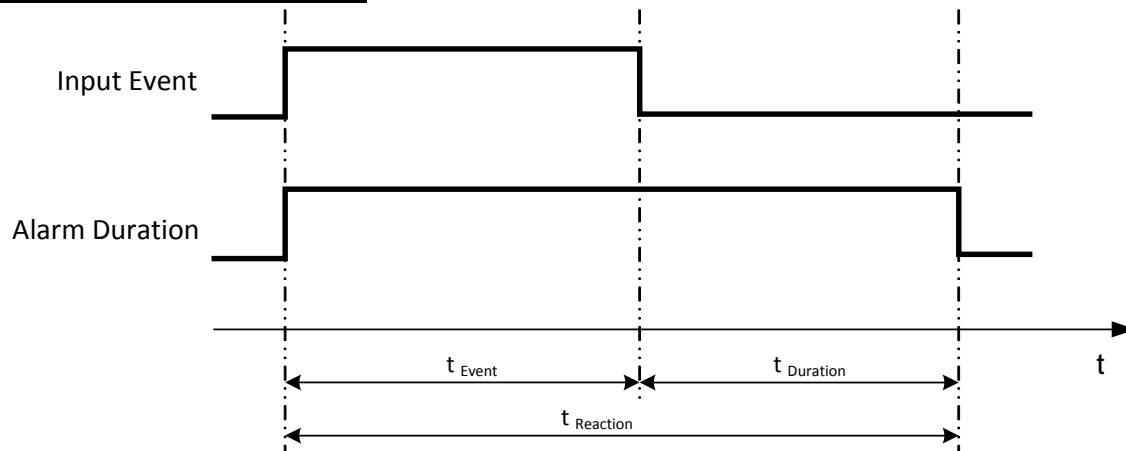 Input Event
Alarm Duration
t
t Event
t Duration
t Reaction